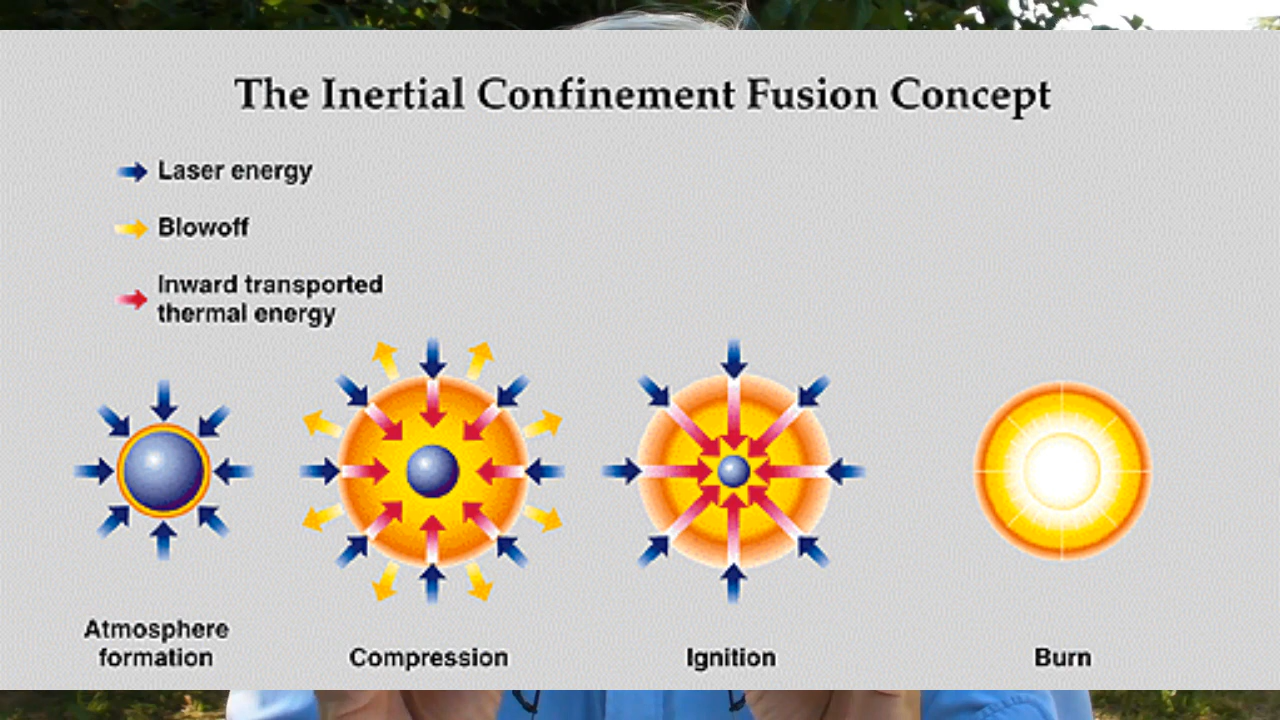 The Inertial Confinement Fusion Concept
Laser energy
Blowoff
Inward transported
thermal energy
Atmosphere
formation
Compression
Ignition
Burn